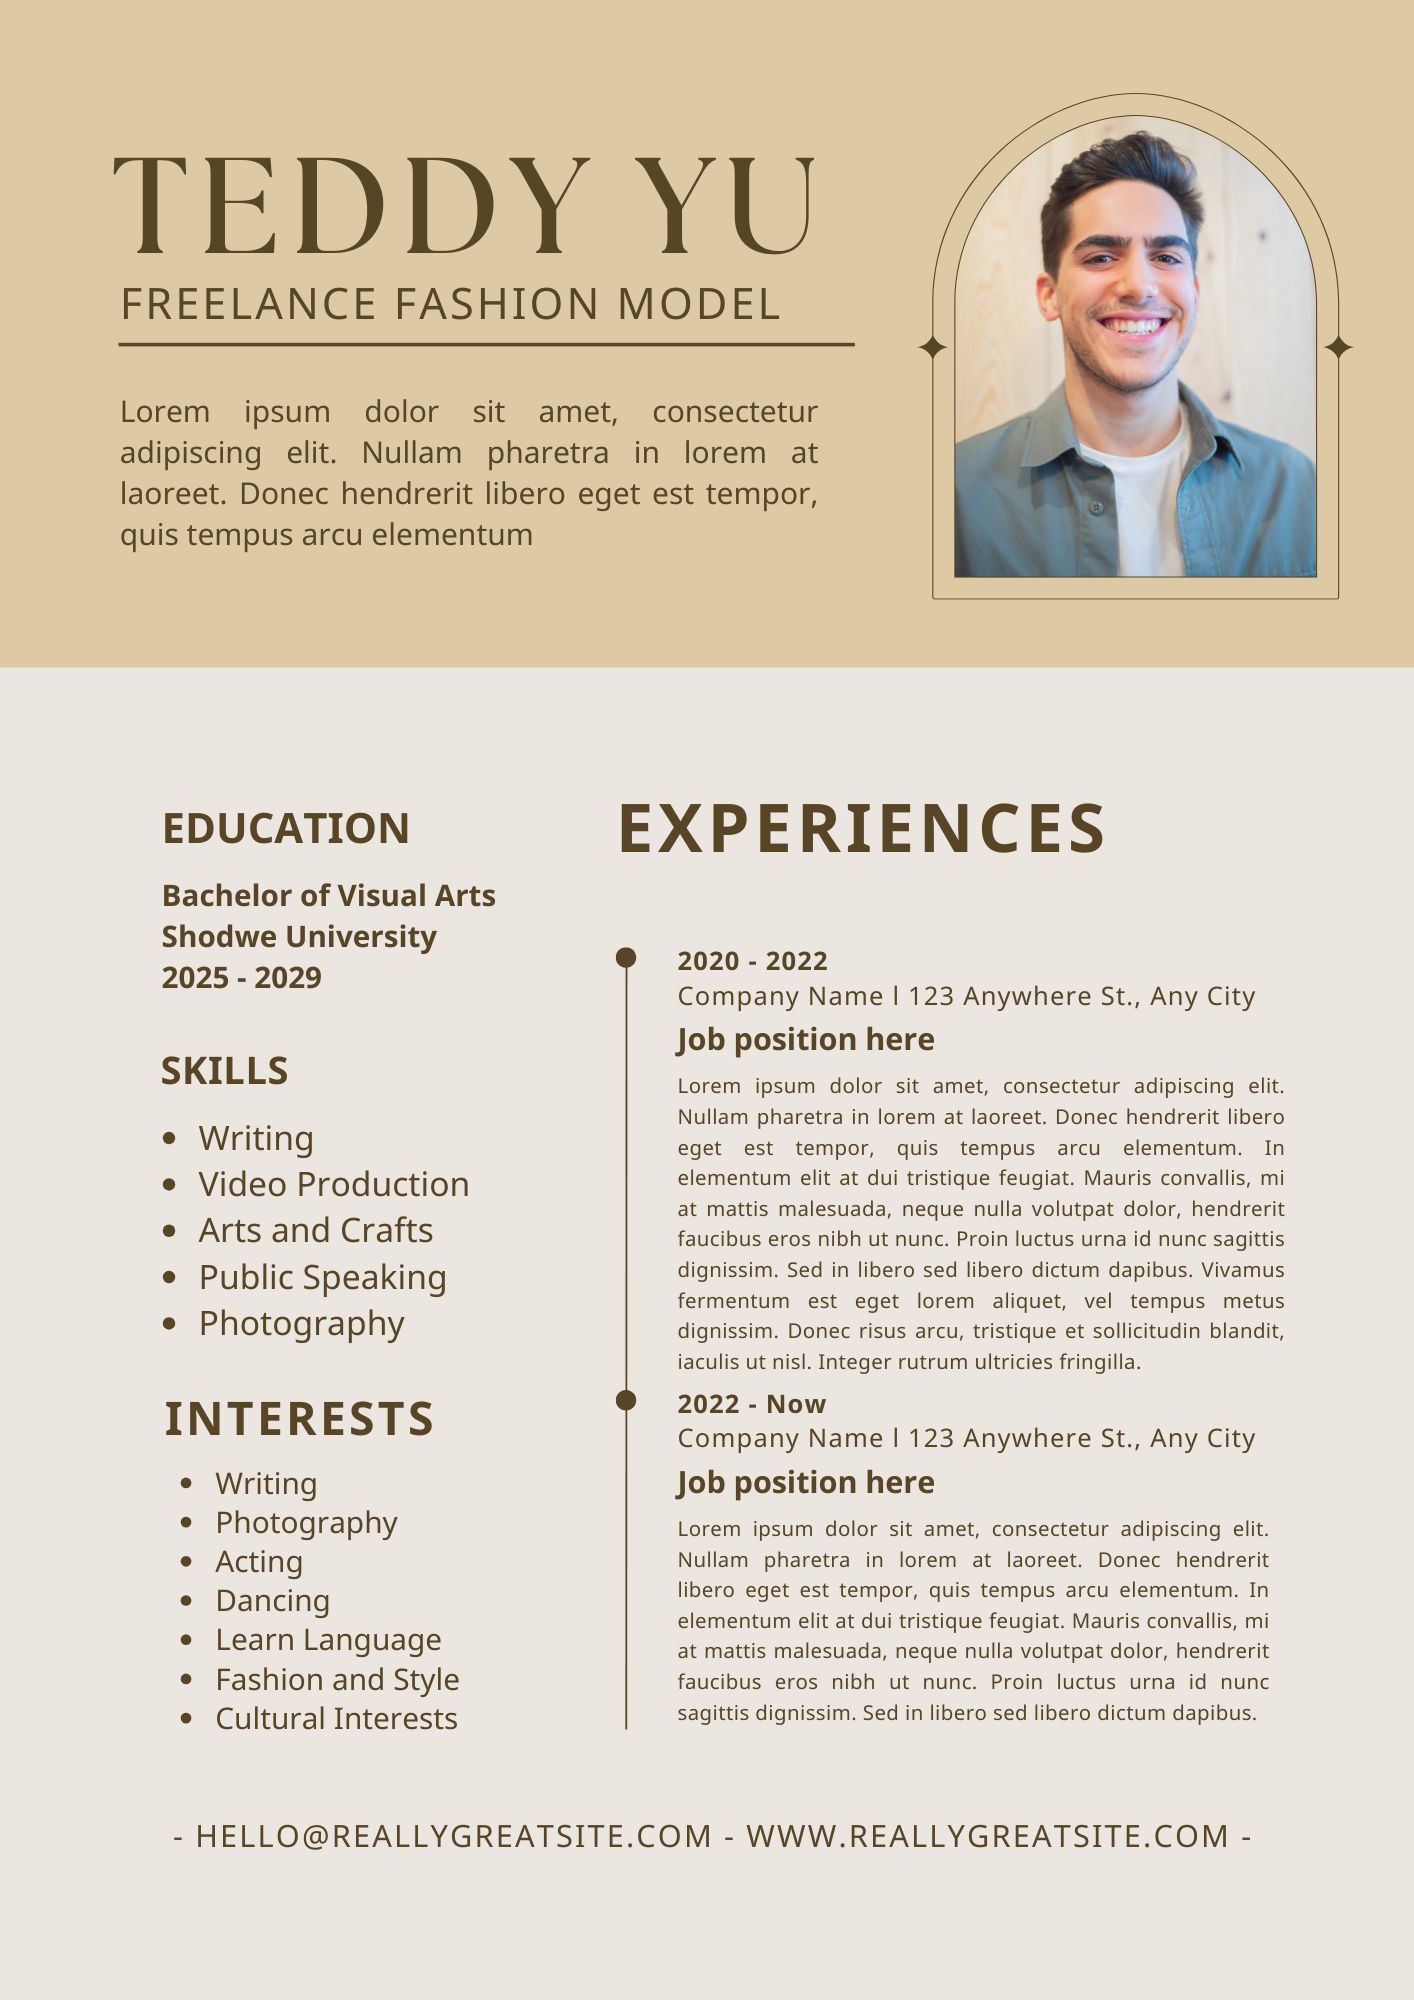 TEDDY YU
FREELANCE FASHION MODEL
Lorem ipsum dolor sit amet, consectetur
adipiscing elit. Nullam pharetra in lorem at
laoreet. Donec hendrerit libero eget est tempor,
quis tempus arcu elementum
EDUCATION
Bachelor of Visual Arts
Shodwe University
2025 - 2029
SKILLS
• Writing
• Video Production
• Arts and Crafts
• Public Speaking
• Photography
INTERESTS
• Writing
• Photography
• Acting
• Dancing
• Learn Language
• Fashion and Style
• Cultural Interests
EXPERIENCES
2020 - 2022
Company Name l 123 Anywhere St., Any City
Job position here
Lorem ipsum dolor sit amet, consectetur adipiscing elit.
Nullam pharetra in lorem at laoreet. Donec hendrerit libero
eget est tempor, quis tempus arcu elementum. In
elementum elit at dui tristique feugiat. Mauris convallis, mi
at mattis malesuada, neque nulla volutpat dolor, hendrerit
faucibus eros nibh ut nunc. Proin luctus urna id nunc sagittis
dignissim. Sed in libero sed libero dictum dapibus. Vivamus
fermentum est eget lorem aliquet, vel tempus metus
dignissim. Donec risus arcu, tristique et sollicitudin blandit,
iaculis ut nisl. Integer rutrum ultricies fringilla.
2022 - Now
Company Name l 123 Anywhere St., Any City
Job position here
Lorem ipsum dolor sit amet, consectetur adipiscing elit.
Nullam pharetra in lorem at laoreet. Donec hendrerit
libero eget est tempor, quis tempus arcu elementum. In
elementum elit at dui tristique feugiat. Mauris convallis, mi
at mattis malesuada, neque nulla volutpat dolor, hendrerit
faucibus eros nibh ut nunc. Proin luctus urna id nunc
sagittis dignissim. Sed in libero sed libero dictum dapibus.
- HELLO@REALLYGREATSITE.COM - WWW.REALLYGREATSITE.COM -